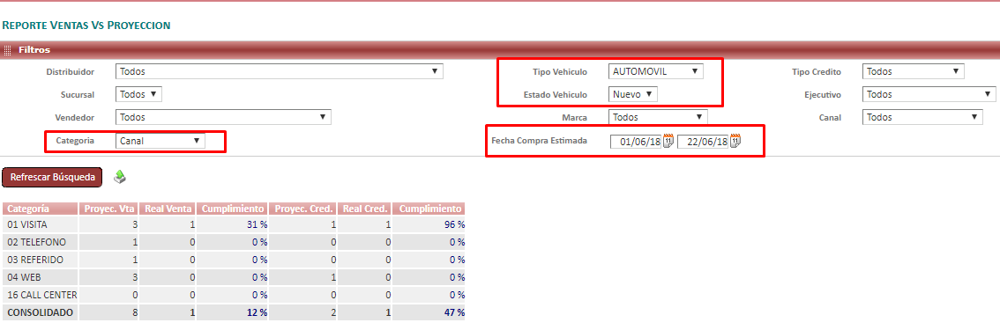 REPORTE VENTAS VS PROYECCION
Filtros
Distribuidor Todos Tipo Vehiculo AUTOMOVIL Tipo Credito Todos
Sucursal Todos Estado Vehiculo Nuevo Ejecutivo Todos
Vendedor Todos Marca Todos Canal Todos
Categoria Canal Fecha Compra Estimada 01/06/18 11 22/06/18 11
Refrescar Búsqueda
Categoría Proyec. Vta Real Venta Cumplimiento Proyec. Cred. Real Cred. Cumplimiento
01 VISITA 3 1 31 % 1 1 96 %
02 TELEFONO 1 0 0 % 0 0 0 %
03 REFERIDO 1 0 0 % 0 0 0 %
04 WEB 3 0 0 % 1 0 0 %
16 CALL CENTER 0 0 0 % 0 0 0 %
CONSOLIDADO 8 1 12 % 2 1 47 %